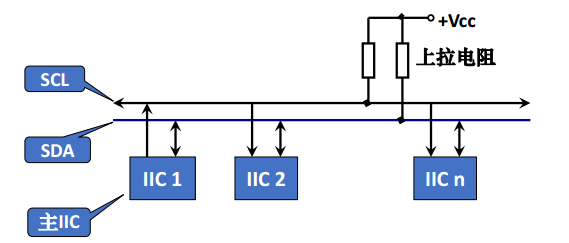 +Vcc
上拉电阻
SCL
SDA
IIC 1
IIC 2
IIC n
主IIC